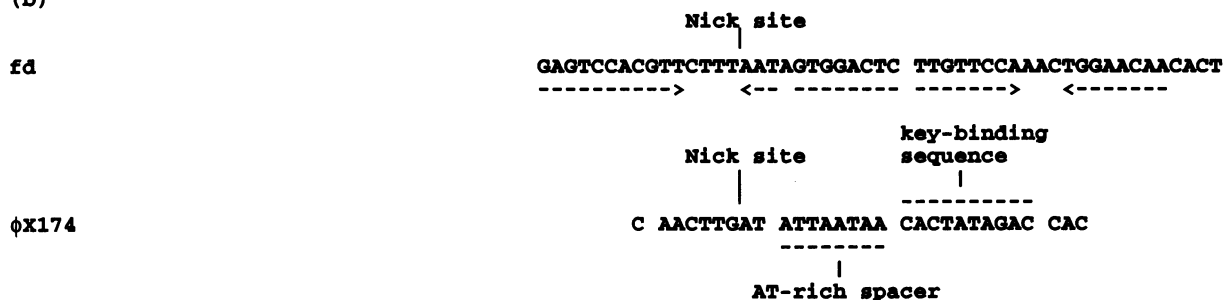 (b)
Nick site
fd GAGTCCACGTTCTTTAATAGTGGACTC TTGTTCCAAACTGGAACAACACT
key-binding
Nick site sequence
φX174 C AACTTGAT ATTAATAA CACTATAGAC CAC
AT-rich spacer